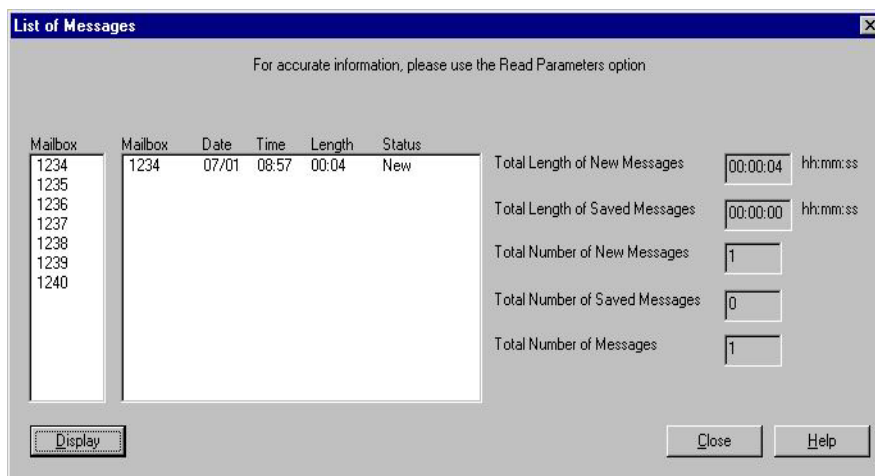 List of Messages
For accurate information, please use the Read Parameters option
Mailbox
1234
1235
1236
1237
1238
1239
1240
Mailbox Date Time Length Status
1234 07/01 08:57 00:04 New
Total Length of New Messages 00:00:04 hh:mm:ss
Total Length of Saved Messages 00:00:00 hh:mm:ss
Total Number of New Messages 1
Total Number of Saved Messages 0
Total Number of Messages 1
Display
Close
Help